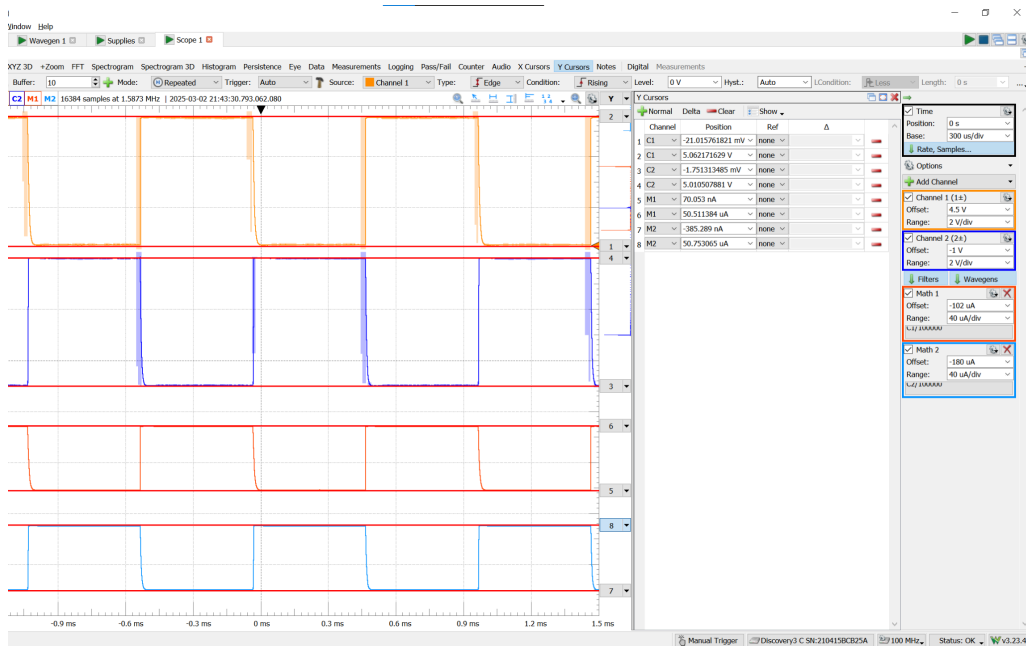 Window Help
Wavegen 1 Supplies Scope 1
XYZ 3D +Zoom FFT Spectrogram Spectrogram 3D Histogram Persistence Eye Data Measurements Logging Pass/Fail Counter Audio X Cursors Y Cursors Notes Digital Measurements
Buffer: 10 Mode: Repeated Trigger: Auto Source: Channel 1 Type: Edge Condition: Rising Level: 0 V Hyst.: Auto LCondition: Less Length: 0 s ...
C2 M1 M2 16384 samples at 1.5873 MHz | 2025-03-02 21:43:30.793.062.080 Y
Y Cursors
Normal Delta Clear Show
Channel Position Ref Δ
1 C1 -21.015761821 mV none
2 C1 5.062171629 V none
3 C2 -1.751313485 mV none
4 C2 5.010507881 V none
5 M1 70.053 nA none
6 M1 50.511384 uA none
7 M2 -385.289 nA none
8 M2 50.753065 uA none
2
1
4
3
6
5
8
7
-0.9 ms -0.6 ms -0.3 ms 0 ms 0.3 ms 0.6 ms 0.9 ms 1.2 ms 1.5 ms
Time
Position: 0 s
Base: 300 us/div
Rate, Samples...
Options
Add Channel
Channel 1 (1±)
Offset: 4.5 V
Range: 2 V/div
Channel 2 (2±)
Offset: -1 V
Range: 2 V/div
Filters Wavegens
Math 1
Offset: -102 uA
Range: 40 uA/div
C1/100000
Math 2
Offset: -180 uA
Range: 40 uA/div
C2/100000
Manual Trigger Discovery3 C SN:210415BCB25A 100 MHz Status: OK v3.23.4